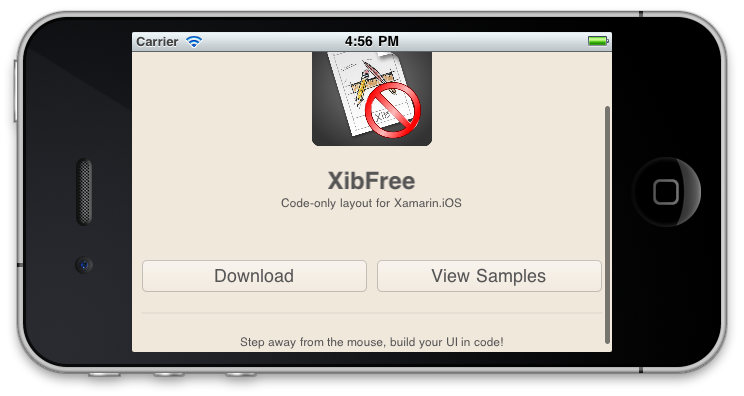 Carrier
4:56 PM
Xib
XibFree
Code-only layout for Xamarin.iOS
Download
View Samples
Step away from the mouse, build your UI in code!